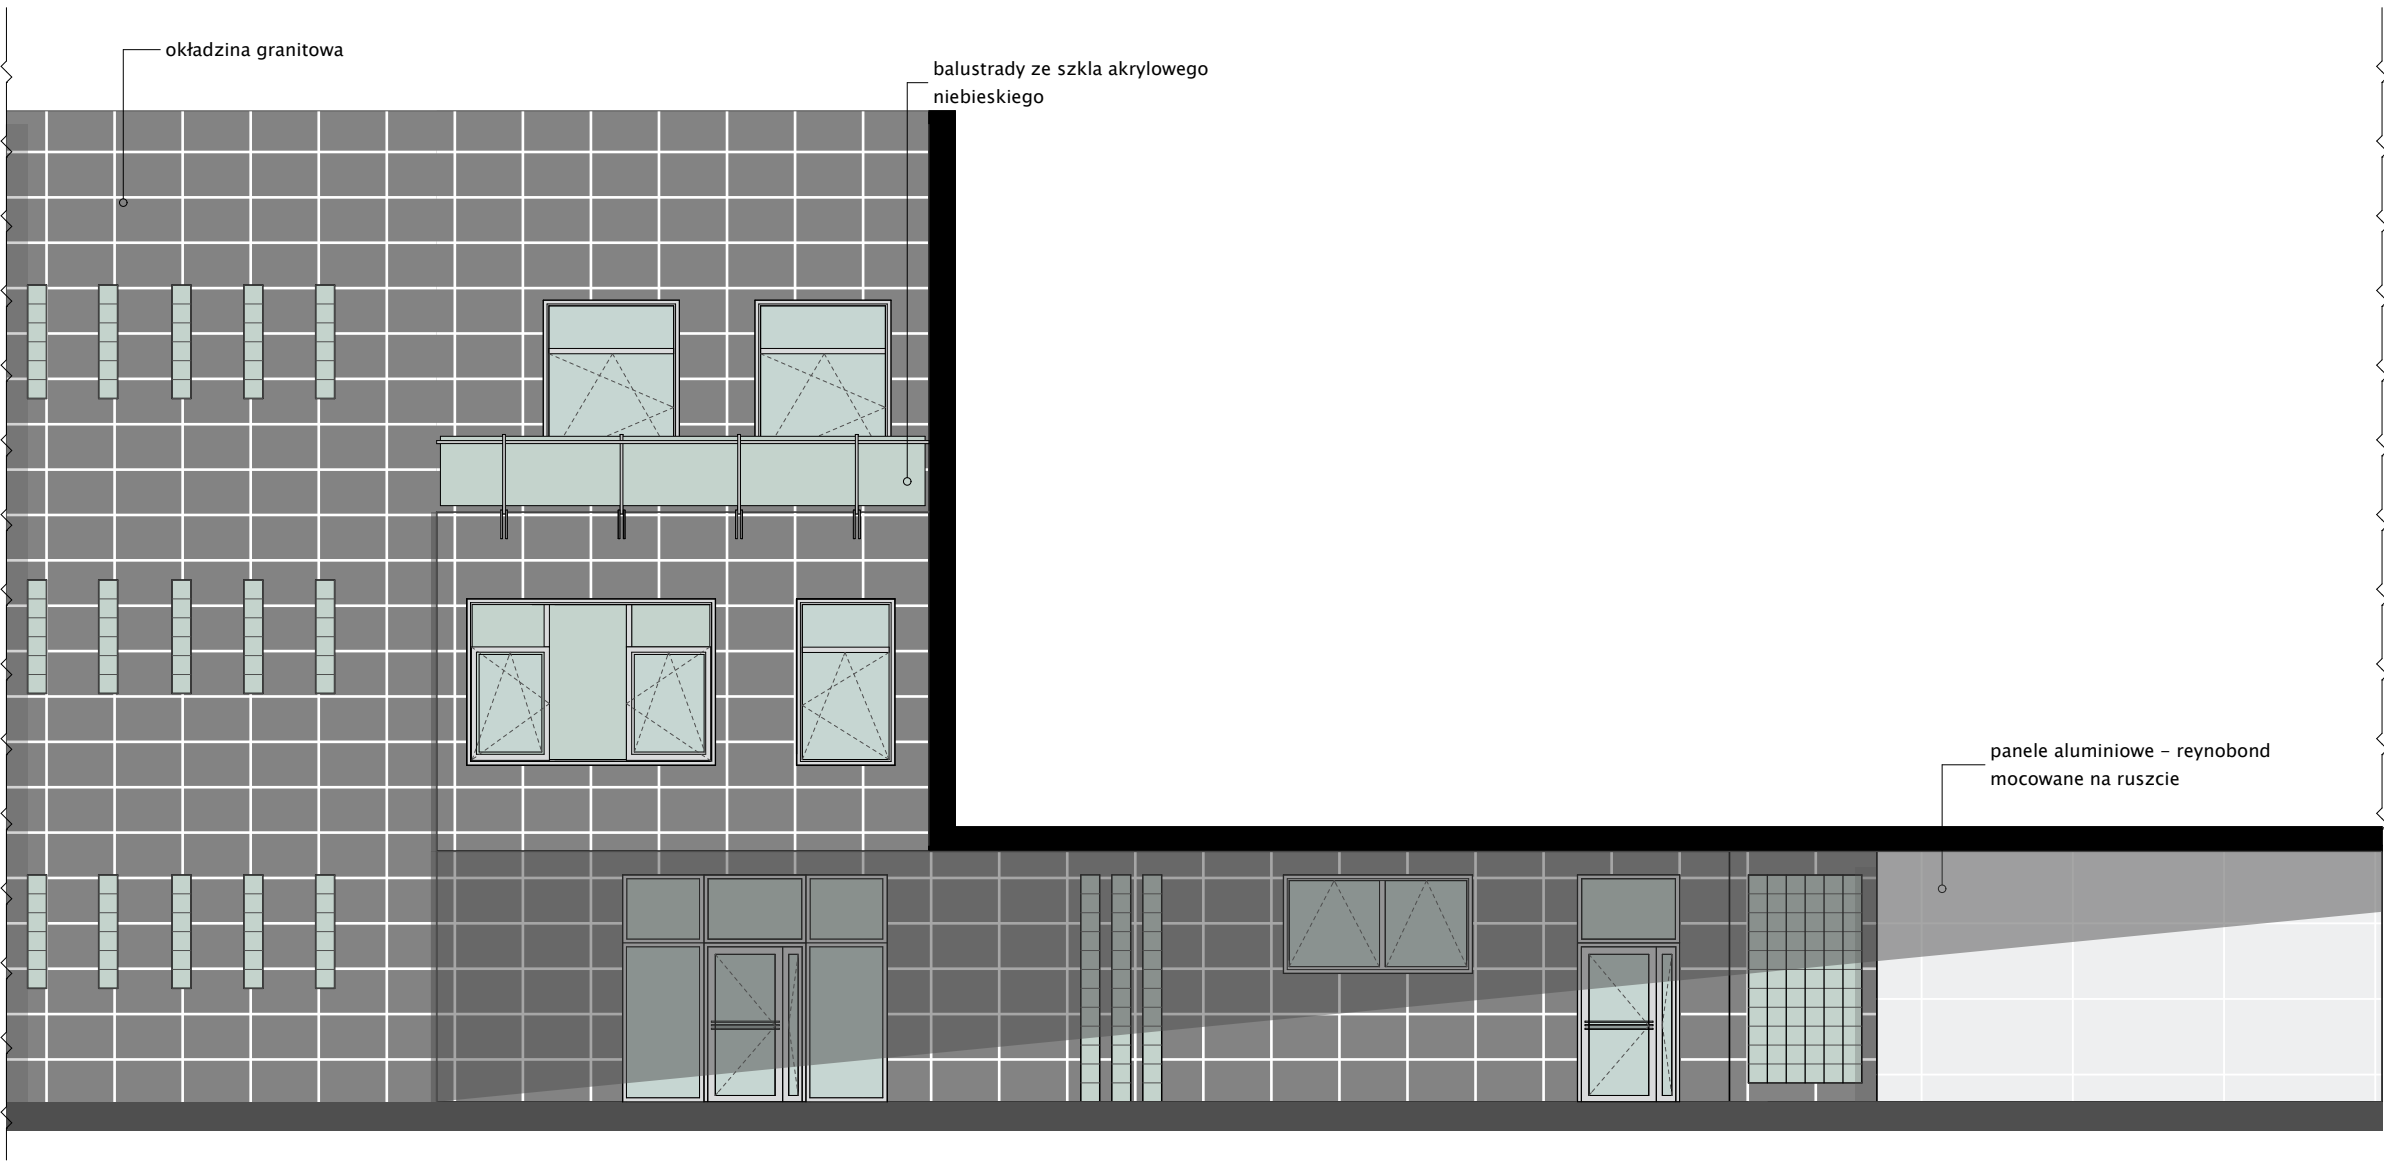 okładzina granitowa
balustrady ze szkla akrylowego
niebieskiego
panele aluminiowe – reynobond
mocowane na ruszcie